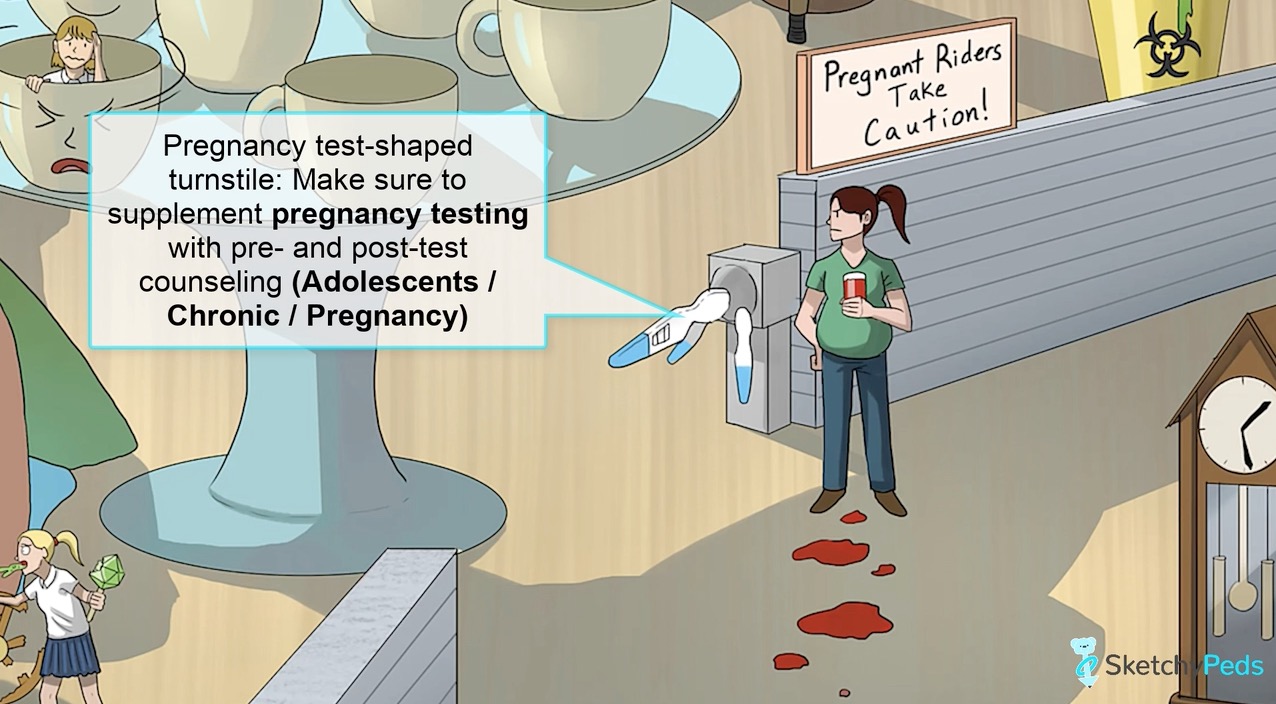 Pregnancy test-shaped
turnstile: Make sure to
supplement pregnancy testing
with pre- and post-test
counseling (Adolescents /
Chronic / Pregnancy)
Pregnant Riders
Take
Caution!
SketchyPeds